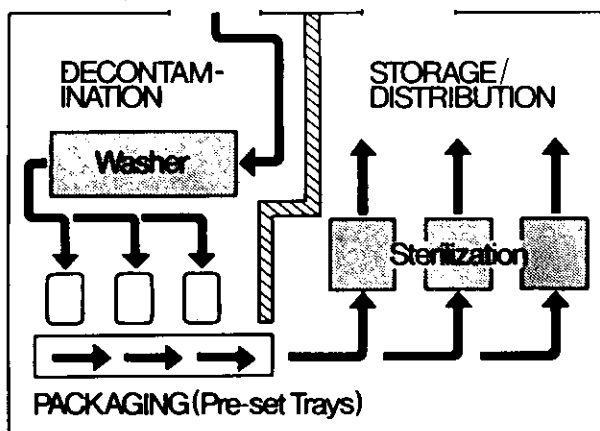 DECONTAM-
INATION
STORAGE/
DISTRIBUTION
Washer
Sterilization
PACKAGING (Pre-set Trays)